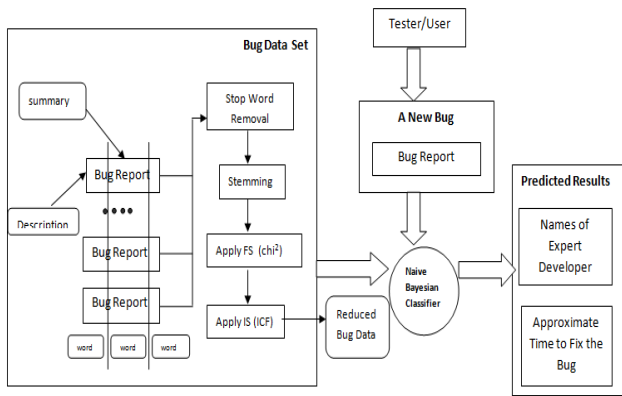 Bug Data Set
summary
Bug Report
Description
Bug Report
Bug Report
word
word
word
Stop Word
Removal
Stemming
Apply FS (chi²)
Apply IS (ICF)
Reduced
Bug Data
Tester/User
A New Bug
Bug Report
Naive
Bayesian
Classifier
Predicted Results
Names of
Expert
Developer
Approximate
Time to Fix the
Bug